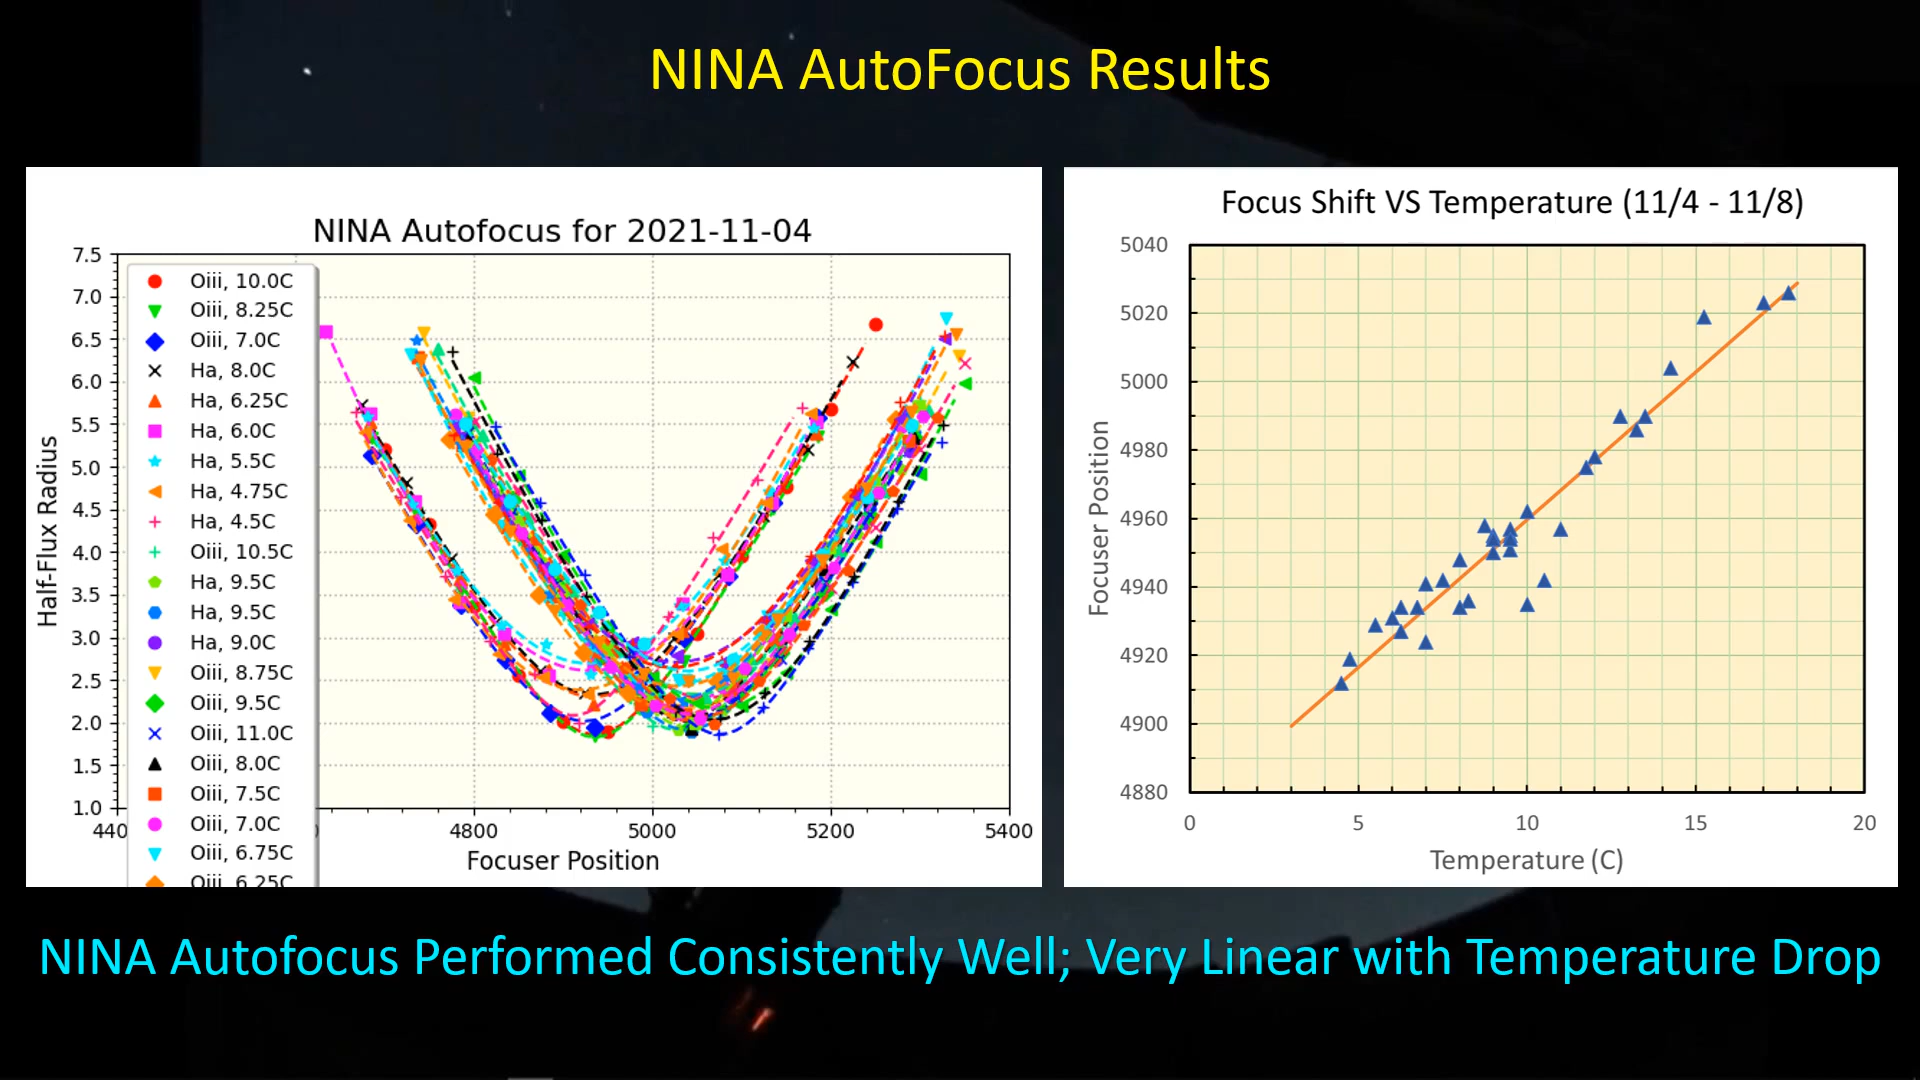 NINA AutoFocus Results
NINA Autofocus for 2021-11-04
7.5
7.0
6.5
6.0
5.5
5.0
4.5
4.0
3.5
3.0
2.5
2.0
1.5
1.0
Half-Flux Radius
Oiii, 10.0C
Oiii, 8.25C
Oiii, 7.0C
Ha, 8.0C
Ha, 6.25C
Ha, 6.0C
Ha, 5.5C
Ha, 4.75C
Ha, 4.5C
Oiii, 10.5C
Ha, 9.5C
Ha, 9.5C
Ha, 9.0C
Oiii, 8.75C
Oiii, 9.5C
Oiii, 11.0C
Oiii, 8.0C
Oiii, 7.5C
Oiii, 7.0C
Oiii, 6.75C
Oiii, 6.25C
440 4800 5000 5200 5400
Focuser Position
Focus Shift VS Temperature (11/4 - 11/8)
5040
5020
5000
4980
4960
4940
4920
4900
4880
Focuser Position
0 5 10 15 20
Temperature (C)
NINA Autofocus Performed Consistently Well; Very Linear with Temperature Drop